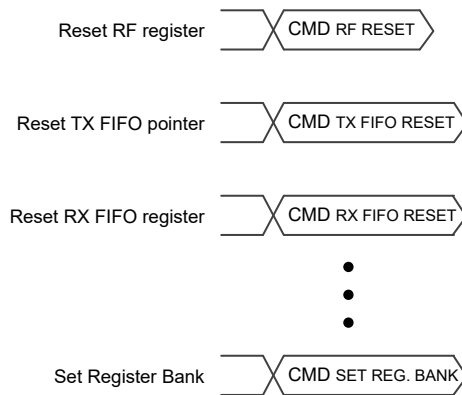 Reset RF register CMD RF RESET
Reset TX FIFO pointer CMD TX FIFO RESET
Reset RX FIFO register CMD RX FIFO RESET
Set Register Bank CMD SET REG. BANK